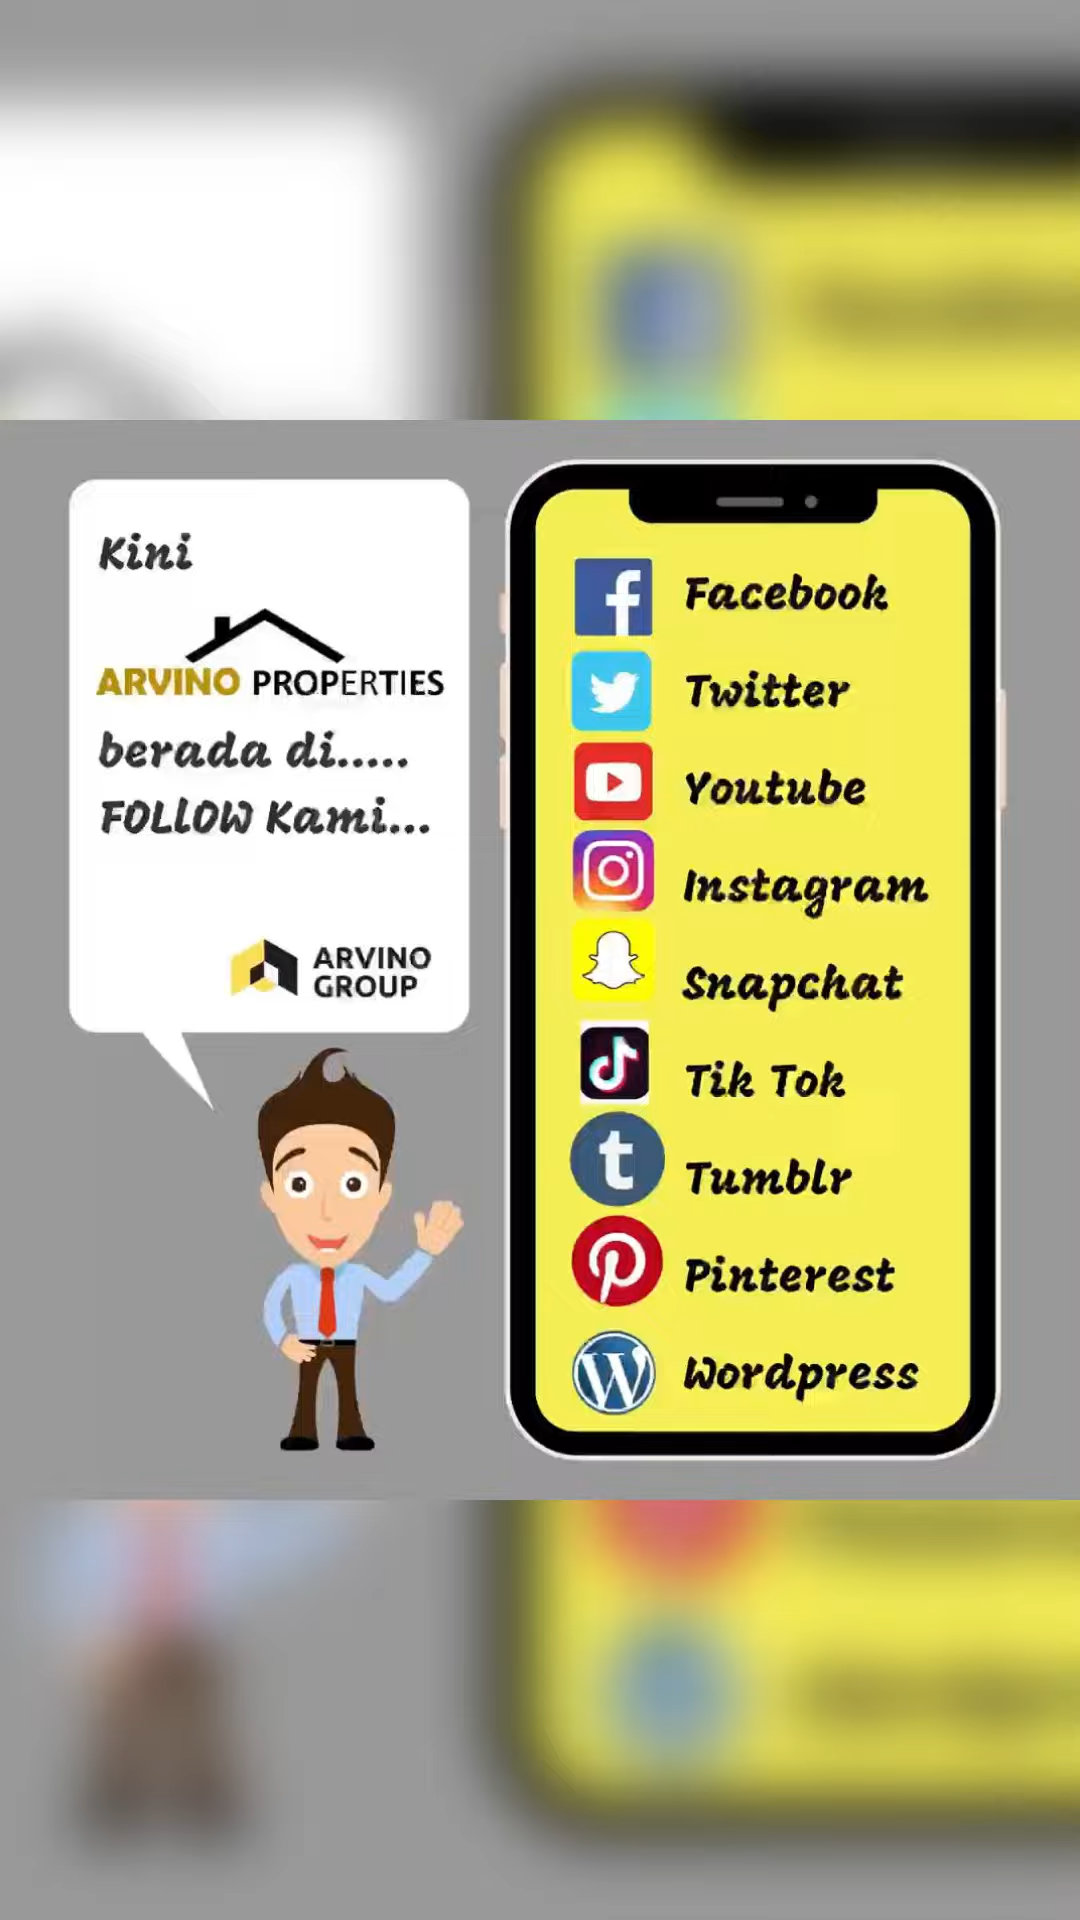 Kini
ARVINO PROPERTIES
berada di.....
FOLLOW Kami...
ARVINO
GROUP
Facebook
Twitter
Youtube
Instagram
Snapchat
Tik Tok
Tumblr
Pinterest
Wordpress